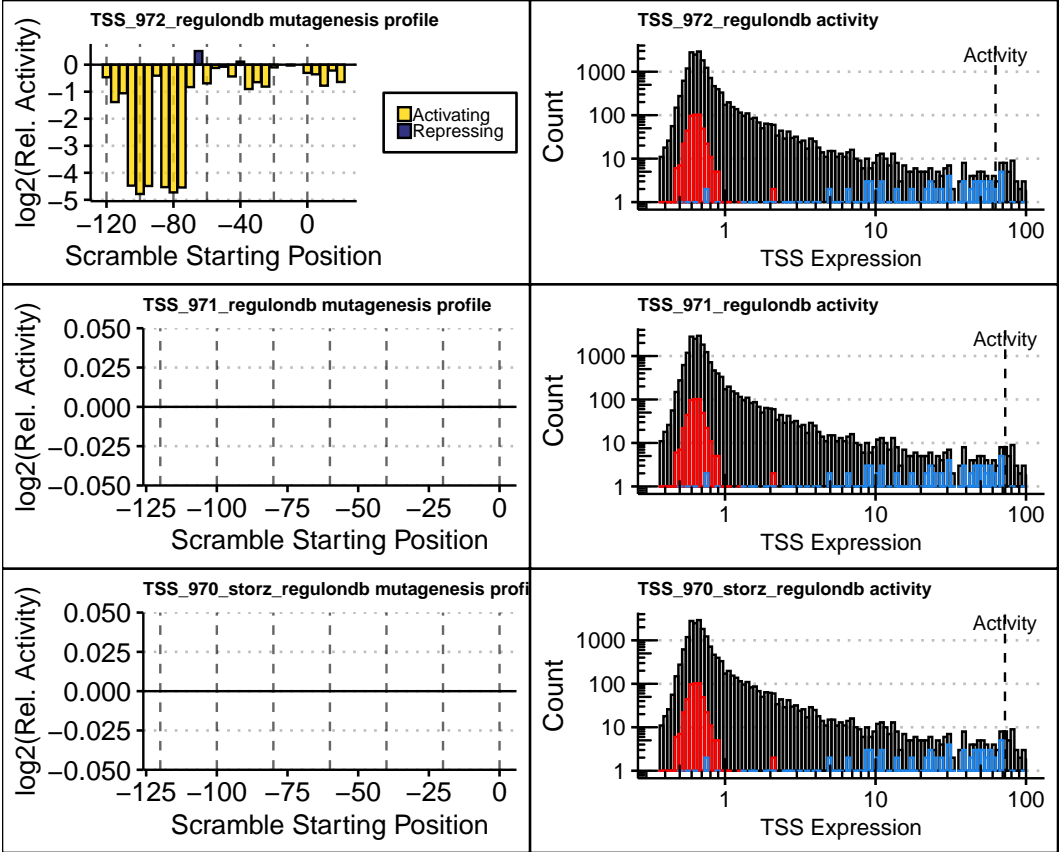 TSS_972_regulondb mutagenesis profile
log2(Rel. Activity)
0
−1
−2
−3
−4
−5
−120 −80 −40 0
Scramble Starting Position
Activating
Repressing
TSS_972_regulondb activity
Activity
Count
1000
100
10
1
1 10 100
TSS Expression
TSS_971_regulondb mutagenesis profile
log2(Rel. Activity)
0.050
0.025
0.000
−0.025
−0.050
−125 −100 −75 −50 −25 0
Scramble Starting Position
TSS_971_regulondb activity
Activity
Count
1000
100
10
1
1 10 100
TSS Expression
TSS_970_storz_regulondb mutagenesis profi
log2(Rel. Activity)
0.050
0.025
0.000
−0.025
−0.050
−125 −100 −75 −50 −25 0
Scramble Starting Position
TSS_970_storz_regulondb activity
Activity
Count
1000
100
10
1
1 10 100
TSS Expression